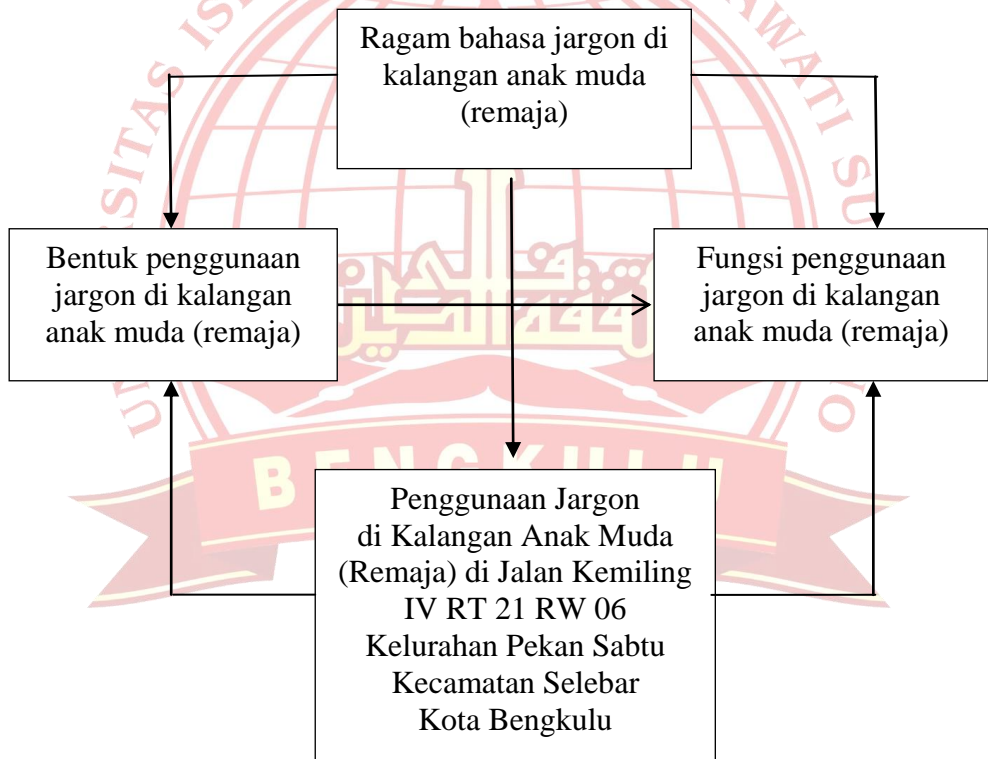 Ragam bahasa jargon di
kalangan anak muda
(remaja)
Bentuk penggunaan
jargon di kalangan
anak muda (remaja)
Fungsi penggunaan
jargon di kalangan
anak muda (remaja)
BENGKULU
Penggunaan Jargon
di Kalangan Anak Muda
(Remaja) di Jalan Kemiling
IV RT 21 RW 06
Kelurahan Pekan Sabtu
Kecamatan Selebar
Kota Bengkulu